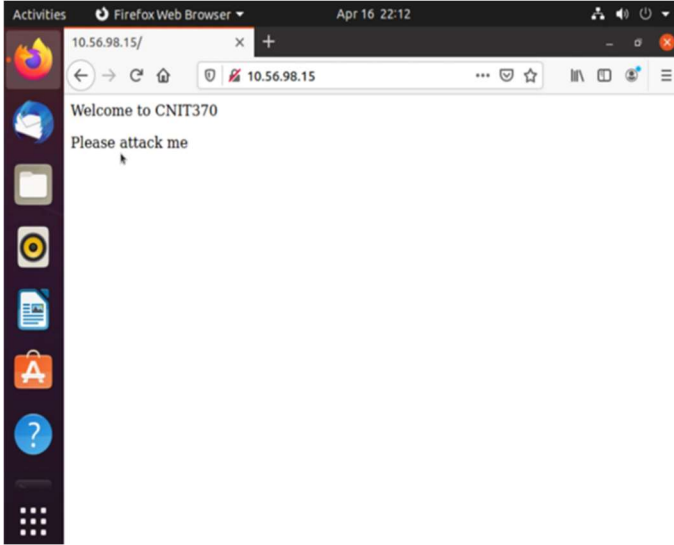 Activities Firefox Web Browser Apr 16 22:12
10.56.98.15/
10.56.98.15
Welcome to CNIT370
Please attack me